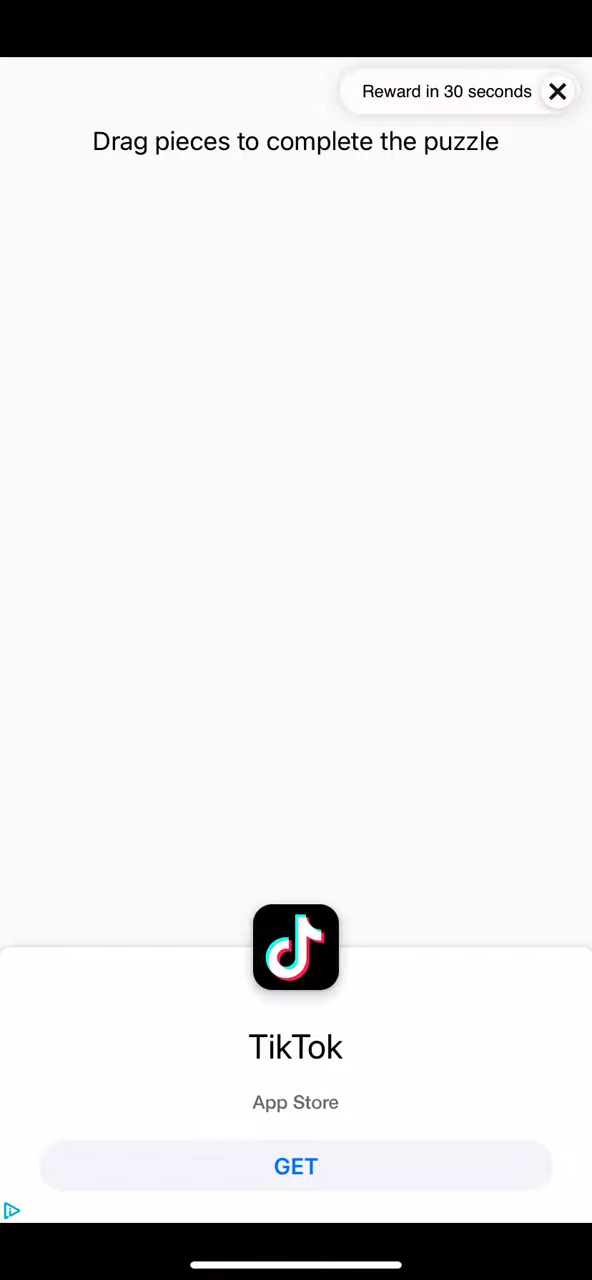 Reward in 30 seconds
Drag pieces to complete the puzzle
TikTok
App Store
GET